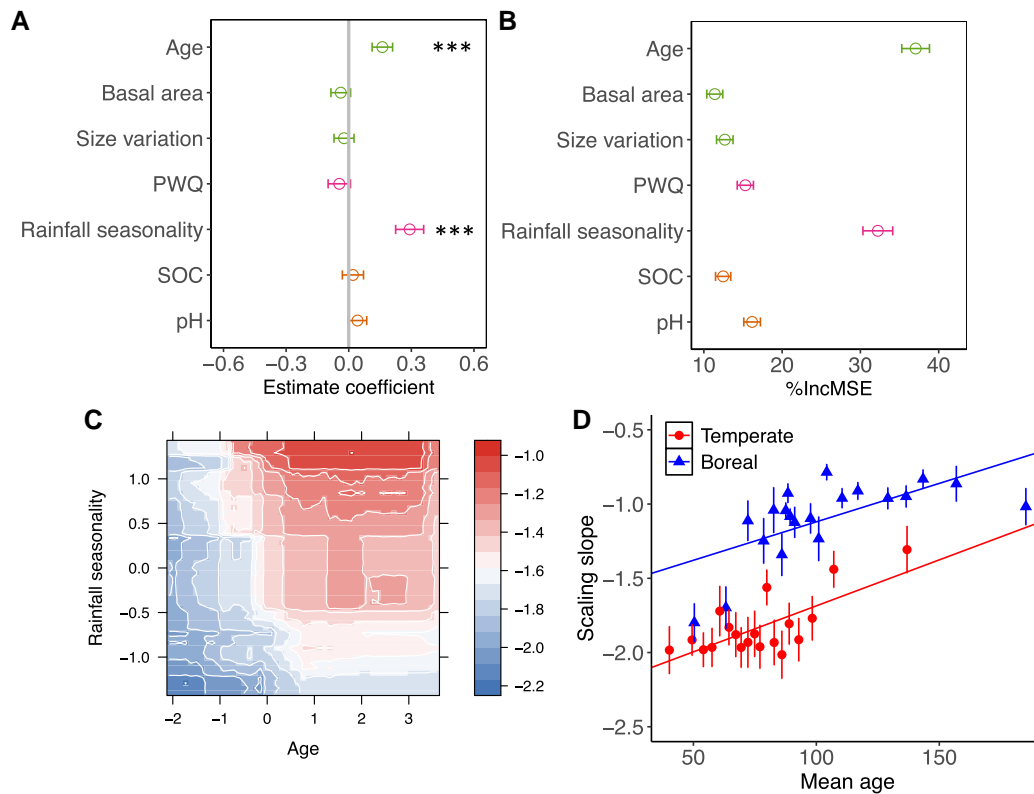 A
Age
***
Basal area
Size variation
PWQ
Rainfall seasonality
***
SOC
pH
−0.6 −0.3 0.0 0.3 0.6
Estimate coefficient
B
Age
Basal area
Size variation
PWQ
Rainfall seasonality
SOC
pH
10 20 30 40
%IncMSE
C
Rainfall seasonality
1.0
0.5
0.0
−0.5
−1.0
−2 −1 0 1 2 3
Age
−1.0
−1.2
−1.4
−1.6
−1.8
−2.0
−2.2
D
Temperate
Boreal
Scaling slope
−0.5
−1.0
−1.5
−2.0
−2.5
50 100 150
Mean age